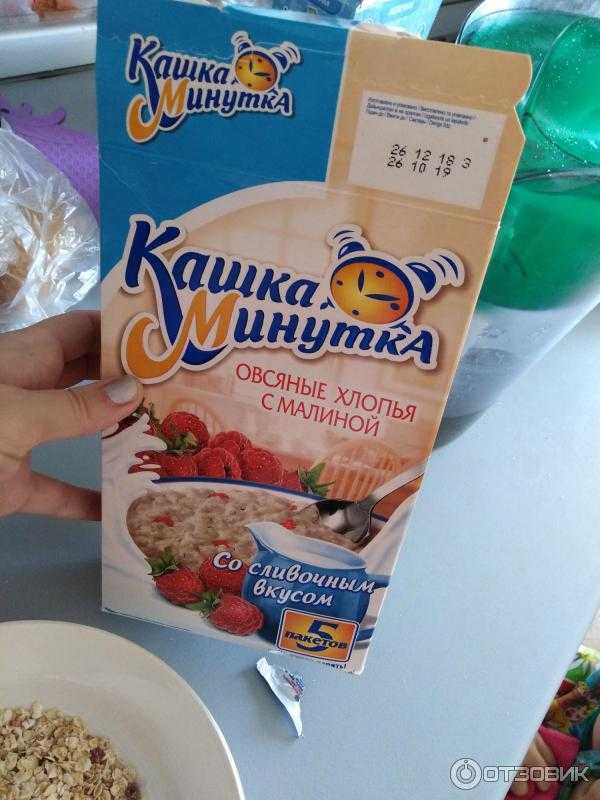 Кашка
Минутка
26 12 18 3
26 10 19
Кашка
Минутка
ОВСЯНЫЕ ХЛОПЬЯ
С МАЛИНОЙ
Со сливочным
вкусом
5
пакетов
ОТЗОВИК